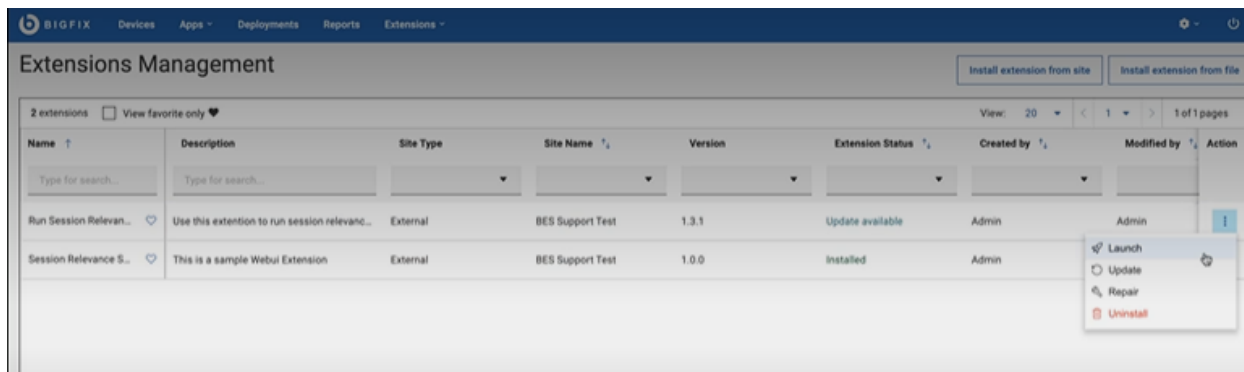 BIGFIX Devices Apps Deployments Reports Extensions
Extensions Management
Install extension from site Install extension from file
2 extensions View favorite only View: 20 1 1 of 1 pages
Name Description Site Type Site Name Version Extension Status Created by Modified by Action
Type for search... Type for search...
Run Session Relevan... Use this extention to run session relevanc... External BES Support Test 1.3.1 Update available Admin Admin
Launch
Session Relevance S... This is a sample Webui Extension External BES Support Test 1.0.0 Installed Admin
Update
Repair
Uninstall